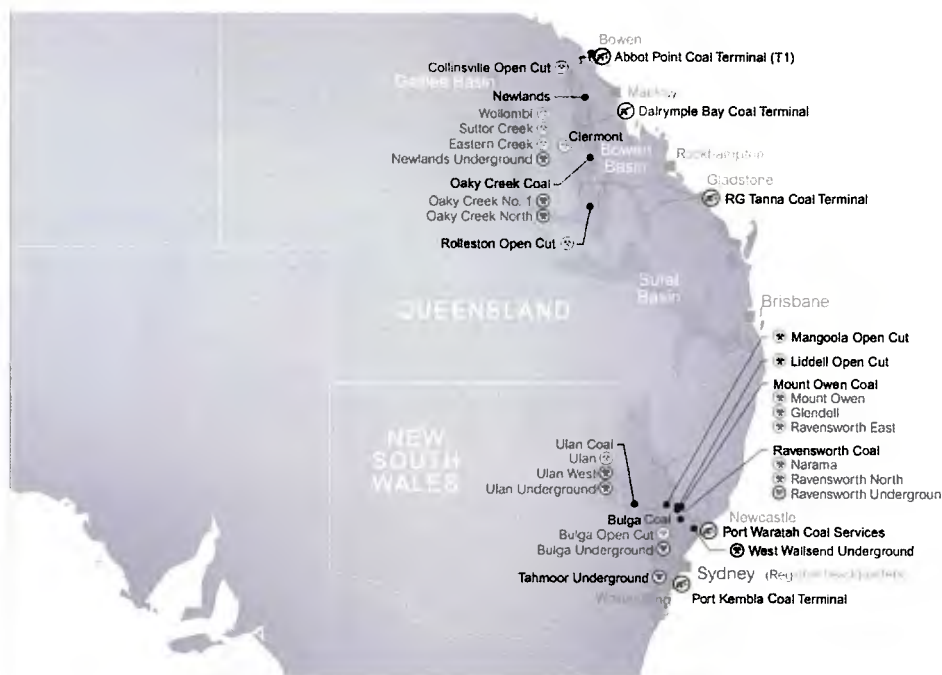 Bowen
Abbot Point Coal Terminal (T1)
Collinsville Open Cut
Galilee Basin
Newlands
Mackay
Wollombi
Dalrymple Bay Coal Terminal
Suttor Creek
Clermont
Eastern Creek
Bowen
Basin
Newlands Underground
Rockhampton
Oaky Creek Coal
Gladstone
Oaky Creek No. 1
RG Tanna Coal Terminal
Oaky Creek North
Rolleston Open Cut
Surat
Basin
QUEENSLAND
Brisbane
Mangoola Open Cut
Liddell Open Cut
Mount Owen Coal
Mount Owen
Glendell
Ravensworth East
NEW
SOUTH
WALES
Ulan Coal
Ulan
Ulan West
Ulan Underground
Ravensworth Coal
Narama
Ravensworth North
Ravensworth Undergroun
Bulga Coal
Newcastle
Bulga Open Cut
Port Waratah Coal Services
Bulga Underground
West Wallsend Underground
Tahmoor Underground
Sydney
Port Kembla Coal Terminal